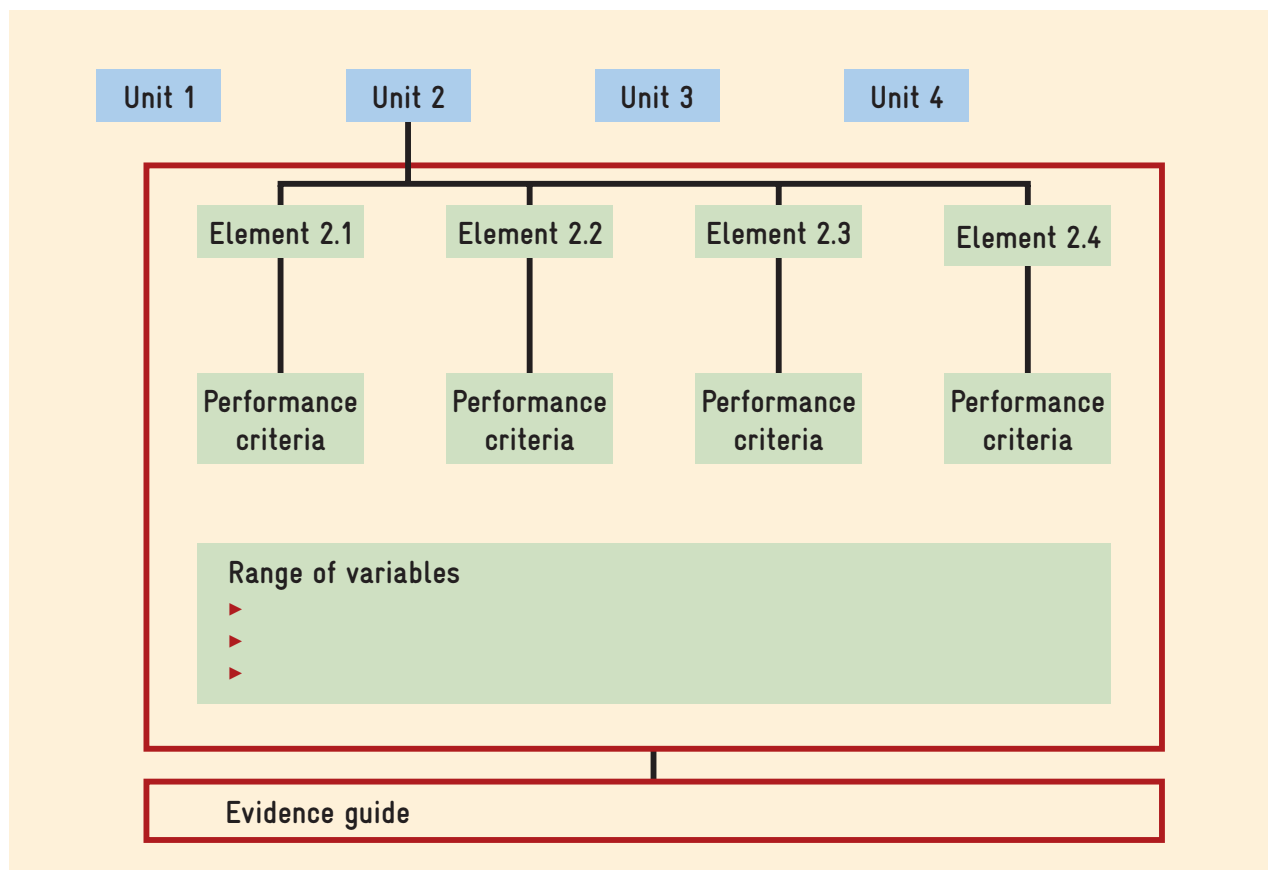 Unit 1
Unit 2
Unit 3
Unit 4
Element 2.1
Element 2.2
Element 2.3
Element 2.4
Performance
criteria
Performance
criteria
Performance
criteria
Performance
criteria
Range of variables
Evidence guide